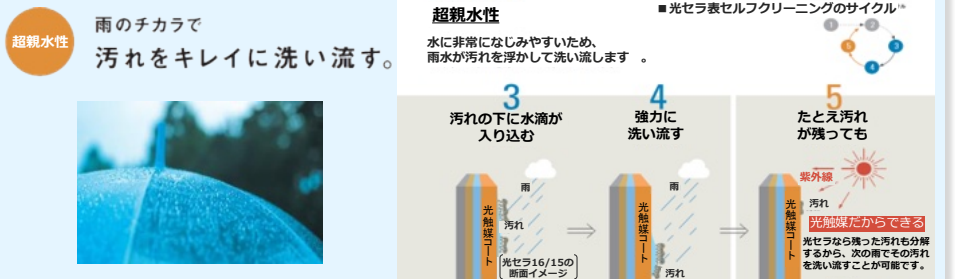 超親水性
雨のチカラで
汚れをキレイに洗い流す。
超親水性
水に非常になじみやすいため、
雨水が汚れを浮かして洗い流します　。
■光セラ表セルフクリーニングのサイクル
1
2
3
4
5
3
汚れの下に水滴が
入り込む
雨
汚れ
光触媒コート
光セラ16/15の
断面イメージ
4
強力に
洗い流す
雨
光触媒コート
汚れ
5
たとえ汚れ
が残っても
紫外線
汚れ
光触媒コート
光触媒だからできる
光セラなら残った汚れも分解
するから、次の雨でその汚れ
を洗い流すことが可能です。